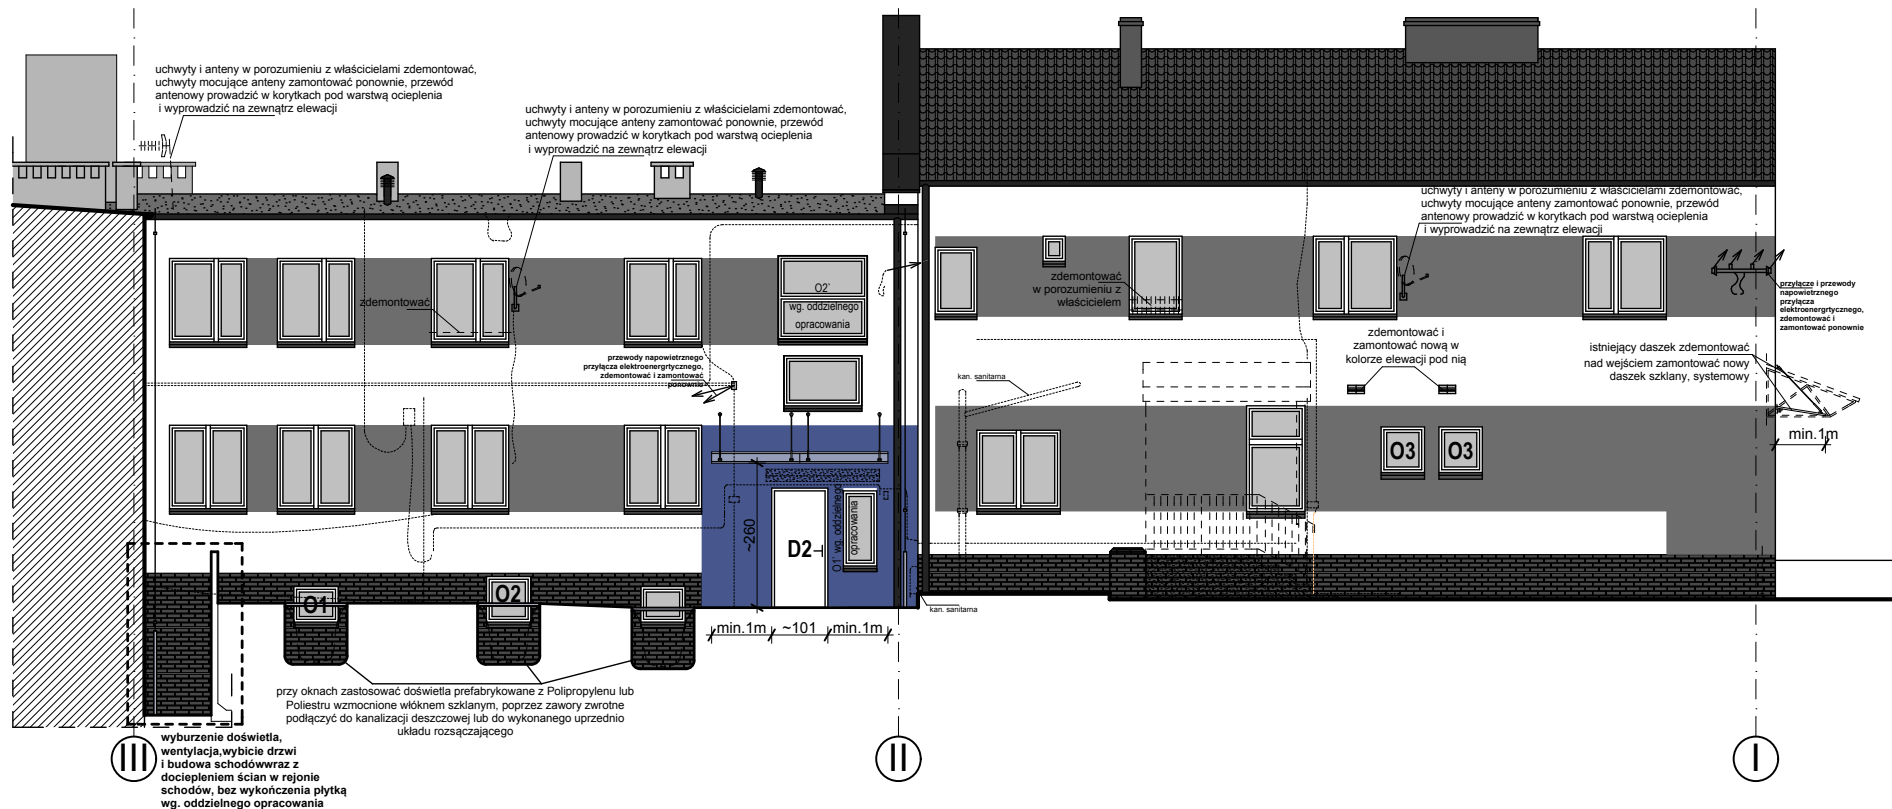 uchwyty i anteny w porozumieniu z właścicielami zdemontować,
uchwyty mocujące anteny zamontować ponownie, przewód
antenowy prowadzić w korytkach pod warstwą ocieplenia
i wyprowadzić na zewnątrz elewacji
uchwyty i anteny w porozumieniu z właścicielami zdemontować,
uchwyty mocujące anteny zamontować ponownie, przewód
antenowy prowadzić w korytkach pod warstwą ocieplenia
i wyprowadzić na zewnątrz elewacji
uchwyty i anteny w porozumieniu z właścicielami zdemontować,
uchwyty mocujące anteny zamontować ponownie, przewód
antenowy prowadzić w korytkach pod warstwą ocieplenia
i wyprowadzić na zewnątrz elewacji
zdemontować
O2`
wg. oddzielnego
opracowania
zdemontować
w porozumieniu z
właścicielem
przyłącze i przewody
napowietrznego
przyłącza
elektroenergrtycznego,
zdemontować i
zamontować ponownie
przewody napowietrznego
przyłącza elektroenergrtycznego,
zdemontować i zamontować
ponownie
zdemontować i
zamontować nową w
kolorze elewacji pod nią
istniejący daszek zdemontować
nad wejściem zamontować nowy
daszek szklany, systemowy
kan. sanitarna
min.1m
O3
O3
~260
D2
O1` wg. oddzielnego
opracowania
O1
O2
kan. sanitarna
min.1m
~101
min.1m
przy oknach zastosować doświetla prefabrykowane z Polipropylenu lub
Poliestru wzmocnione włóknem szklanym, poprzez zawory zwrotne
podłączyć do kanalizacji deszczowej lub do wykonanego uprzednio
układu rozsączającego
III
II
I
wyburzenie doświetla,
wentylacja,wybicie drzwi
i budowa schodówwraz z
dociepleniem ścian w rejonie
schodów, bez wykończenia płytką
wg. oddzielnego opracowania